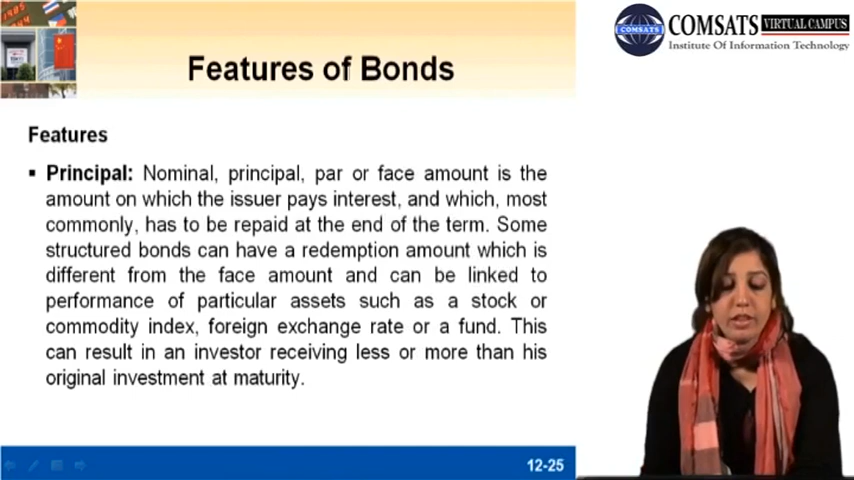 COMSATS VIRTUAL CAMPUS
COMSATS
Institute Of Information Technology
Features of Bonds
Features
▪ Principal: Nominal, principal, par or face amount is the
amount on which the issuer pays interest, and which, most
commonly, has to be repaid at the end of the term. Some
structured bonds can have a redemption amount which is
different from the face amount and can be linked to
performance of particular assets such as a stock or
commodity index, foreign exchange rate or a fund. This
can result in an investor receiving less or more than his
original investment at maturity.
12-25